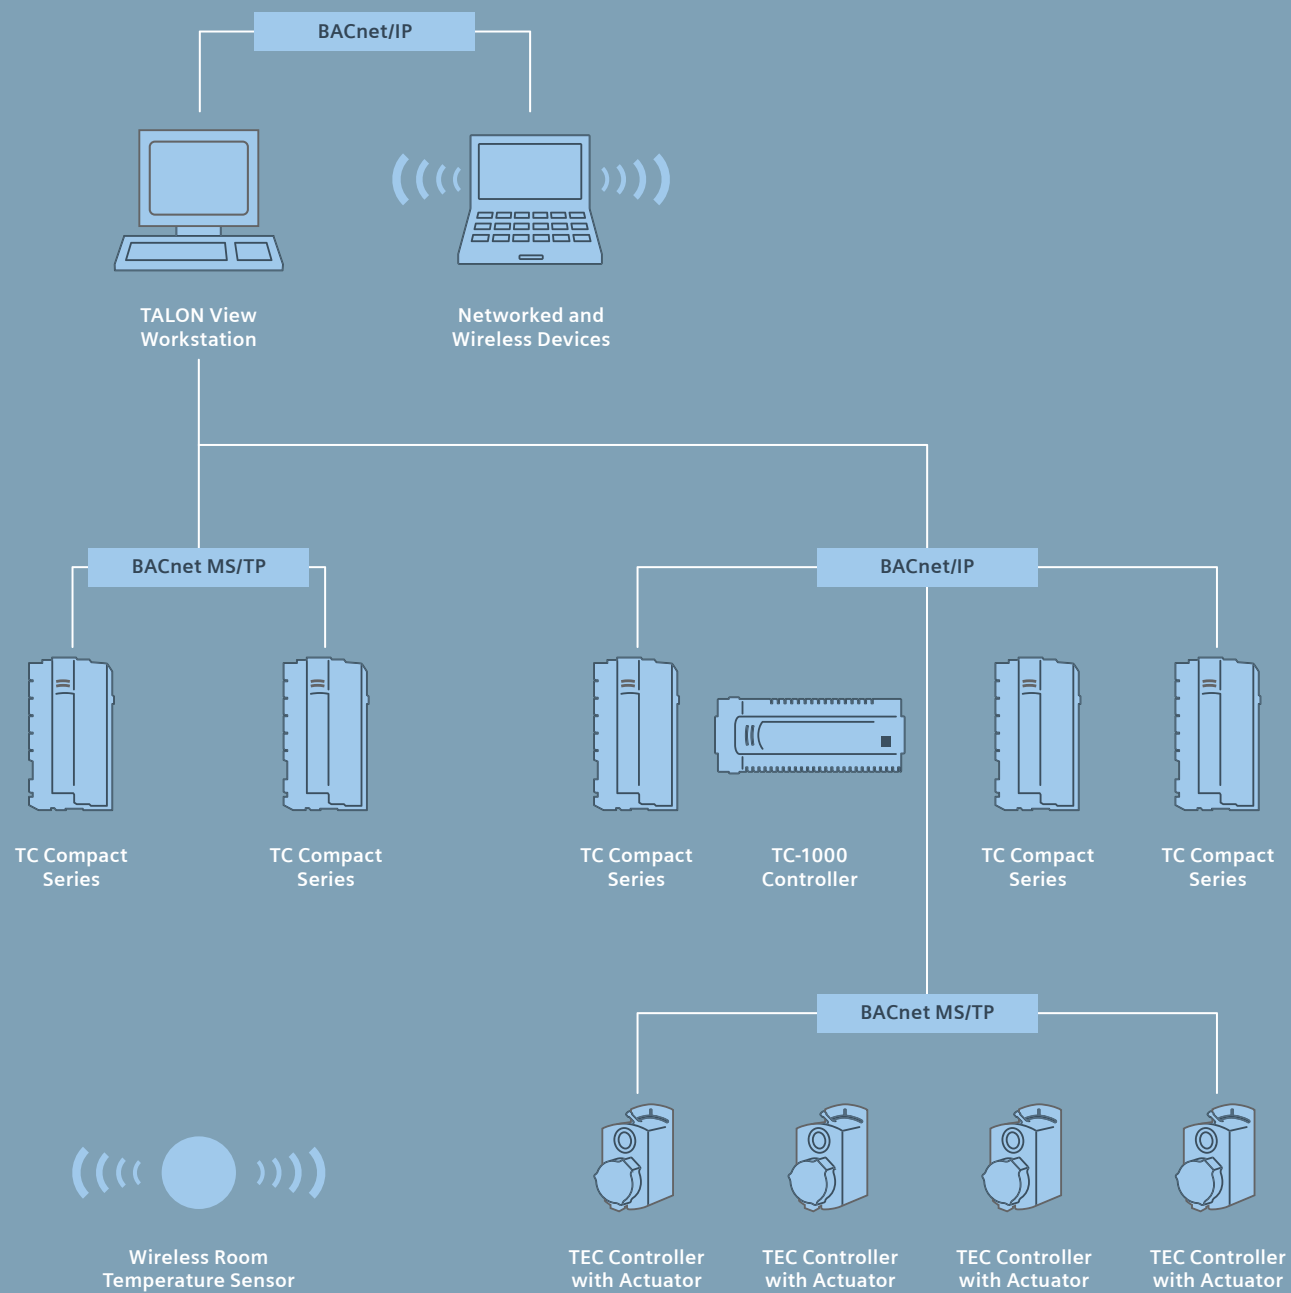 BACnet/IP
TALON View
Workstation
Networked and
Wireless Devices
BACnet MS/TP
BACnet/IP
TC Compact
Series
TC Compact
Series
TC Compact
Series
TC-1000
Controller
TC Compact
Series
TC Compact
Series
BACnet MS/TP
Wireless Room
Temperature Sensor
TEC Controller
with Actuator
TEC Controller
with Actuator
TEC Controller
with Actuator
TEC Controller
with Actuator